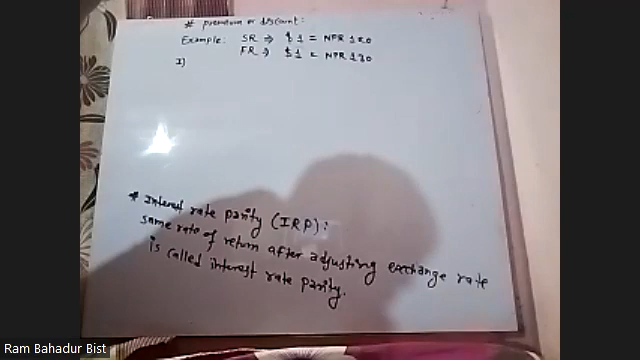 # premium or discount:
Example: SR ⇒ $1 = NPR 120
FR ⇒ $1 = NPR 130
I)
* Interest rate parity (IRP):
same rate of return after adjusting exchange rate
is called interest rate parity.
Ram Bahadur Bist